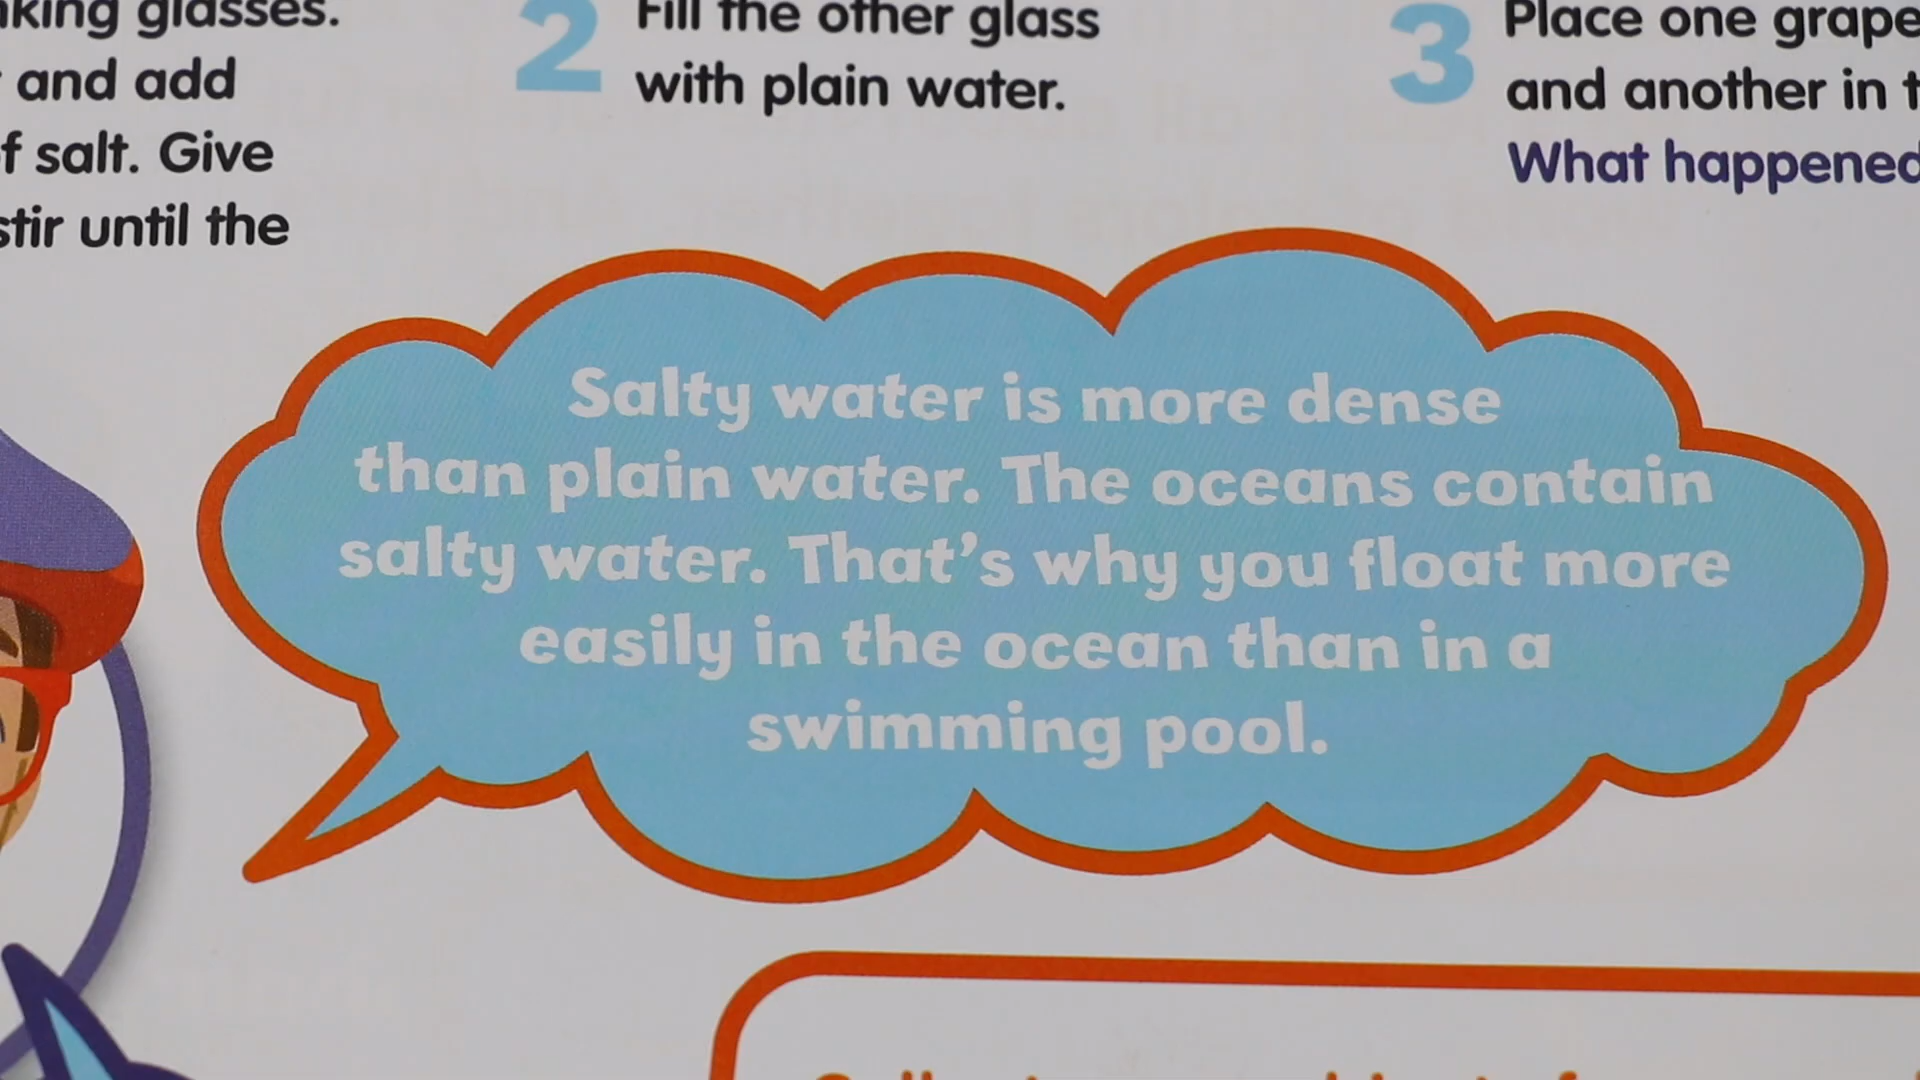 glasses.
and add
of salt. Give
stir until the
2 Fill the other glass
with plain water.
3 Place one grape
and another in
What happened
Salty water is more dense
than plain water. The oceans contain
salty water. That's why you float more
easily in the ocean than in a
swimming pool.